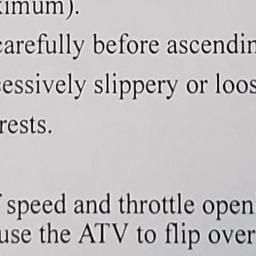 ximum).
carefully before ascendin
essively slippery or loos
rests.
speed and throttle open
use the ATV to flip over